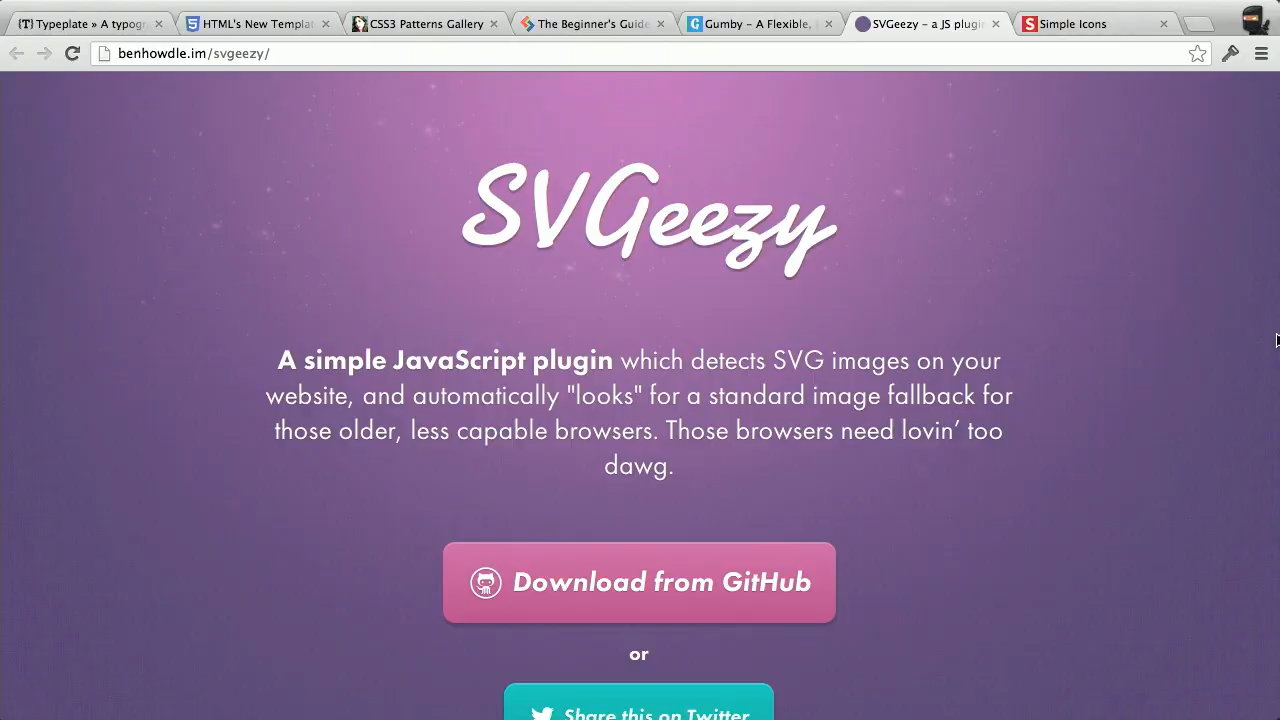 {T} Typeplate » A typogr
HTML's New Templat
CSS3 Patterns Gallery
The Beginner's Guide
Gumby – A Flexible,
SVGeezy – a JS plugin
Simple Icons
benhowdle.im/svgeezy/
SVGeezy
A simple JavaScript plugin which detects SVG images on your
website, and automatically "looks" for a standard image fallback for
those older, less capable browsers. Those browsers need lovin’ too
dawg.
Download from GitHub
or
Share this on Twitter